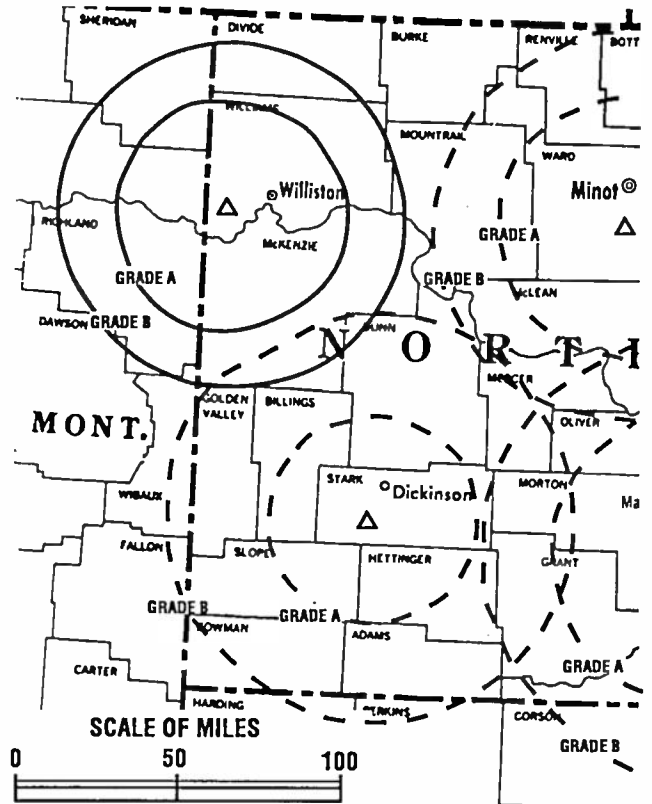 SHERIDAN
DIVIDE
BURKE
RENVILLE
BOTT
WILLIAMS
MOUNTRAIL
WARD
Williston
Minot
RICHLAND
McKENZIE
GRADE A
GRADE A
GRADE B
McLEAN
DAWSON
GRADE B
DUNN
N O R T H
MERCER
GOLDEN
VALLEY
BILLINGS
OLIVER
MONT.
STARK
Dickinson
MORTON
Ma
WIBAUX
FALLON
SLOPE
HETTINGER
GRANT
GRADE B
GRADE A
BOWMAN
ADAMS
GRADE A
CARTER
HARDING
PERKINS
CORSON
SCALE OF MILES
GRADE B
0 50 100